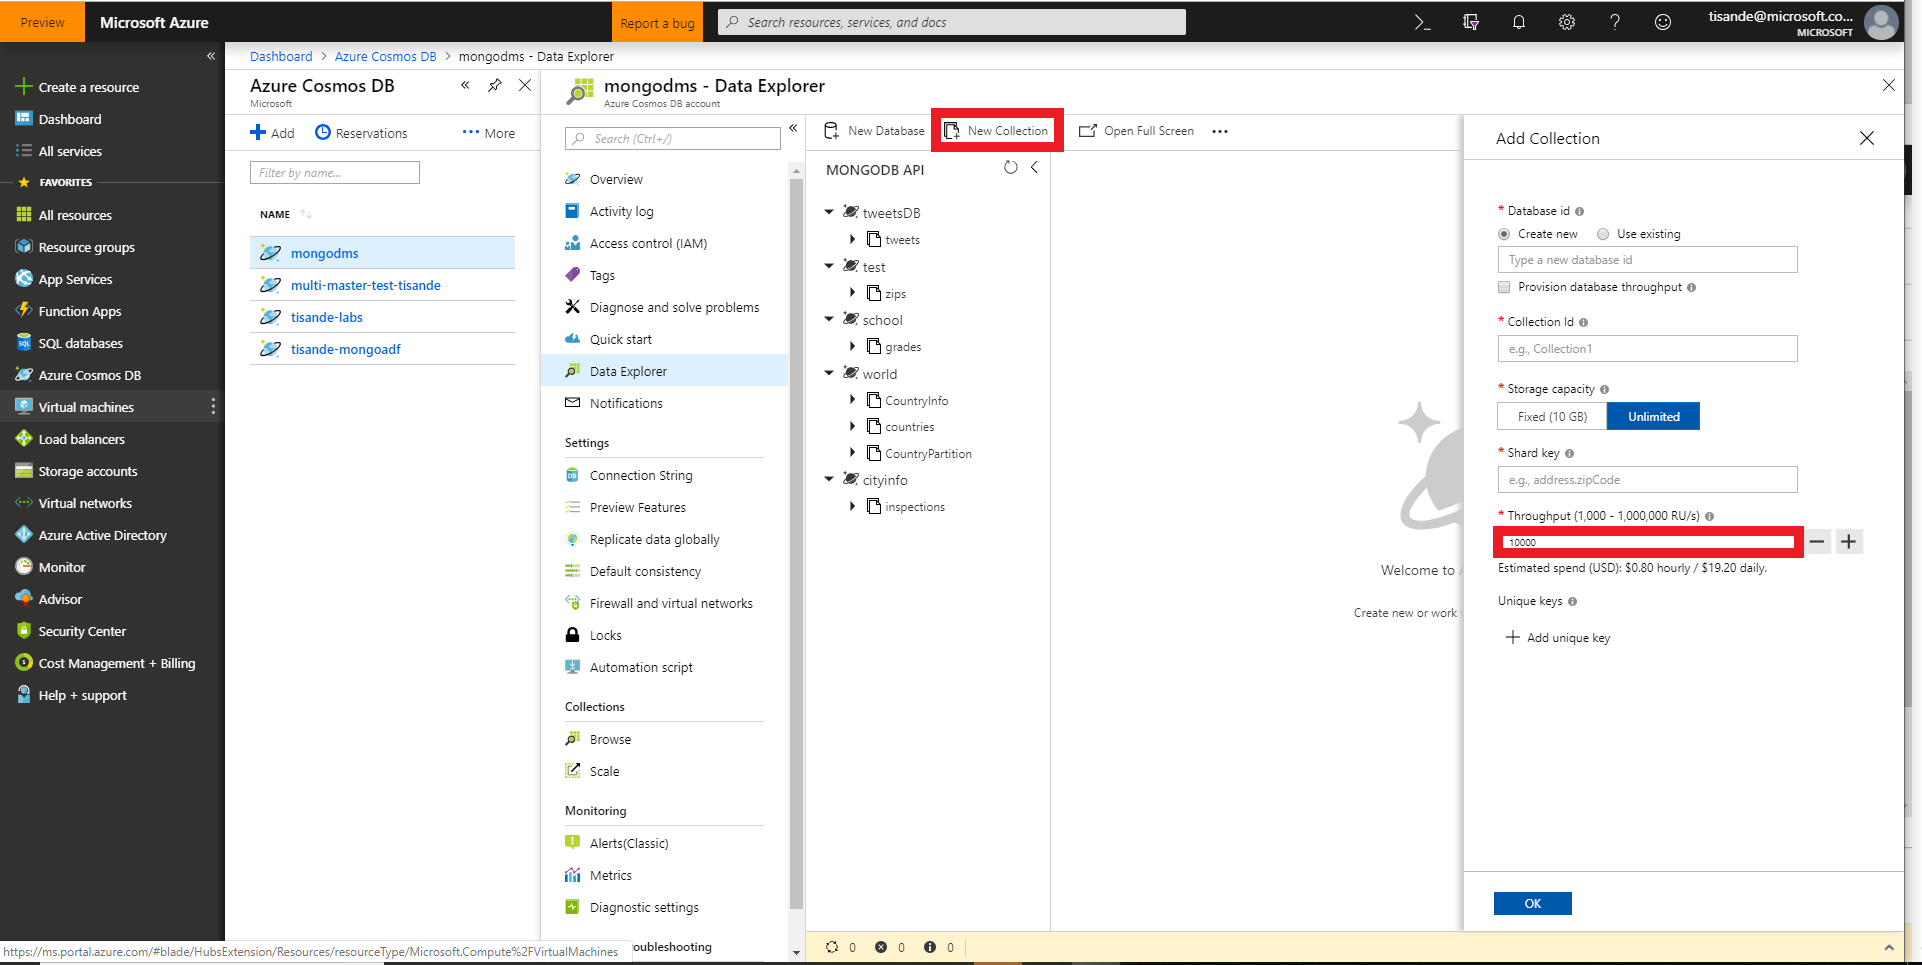 Preview
Microsoft Azure
Report a bug
Search resources, services, and docs
tisande@microsoft.co...
MICROSOFT
Create a resource
Dashboard
All services
FAVORITES
All resources
Resource groups
App Services
Function Apps
SQL databases
Azure Cosmos DB
Virtual machines
Load balancers
Storage accounts
Virtual networks
Azure Active Directory
Monitor
Advisor
Security Center
Cost Management + Billing
Help + support
https://ms.portal.azure.com/#blade/HubsExtension/Resources/resourceType/Microsoft.Compute%2FVirtualMachines
Dashboard > Azure Cosmos DB > mongodms - Data Explorer
Azure Cosmos DB
Microsoft
Add Reservations More
Filter by name...
NAME
mongodms
multi-master-test-tisande
tisande-labs
tisande-mongoadf
mongodms - Data Explorer
Azure Cosmos DB account
Search (Ctrl+/)
Overview
Activity log
Access control (IAM)
Tags
Diagnose and solve problems
Quick start
Data Explorer
Notifications
Settings
Connection String
Preview Features
Replicate data globally
Default consistency
Firewall and virtual networks
Locks
Automation script
Collections
Browse
Scale
Monitoring
Alerts(Classic)
Metrics
Diagnostic settings
oubleshooting
New Database New Collection Open Full Screen
MONGODB API
tweetsDB
tweets
test
zips
school
grades
world
CountryInfo
countries
CountryPartition
cityinfo
inspections
Welcome to
Create new or work
0 0 0
Add Collection
* Database id
Create new Use existing
Type a new database id
Provision database throughput
* Collection Id
e.g., Collection1
* Storage capacity
Fixed (10 GB) Unlimited
* Shard key
e.g., address.zipCode
* Throughput (1,000 - 1,000,000 RU/s)
10000
Estimated spend (USD): $0.80 hourly / $19.20 daily.
Unique keys
Add unique key
OK